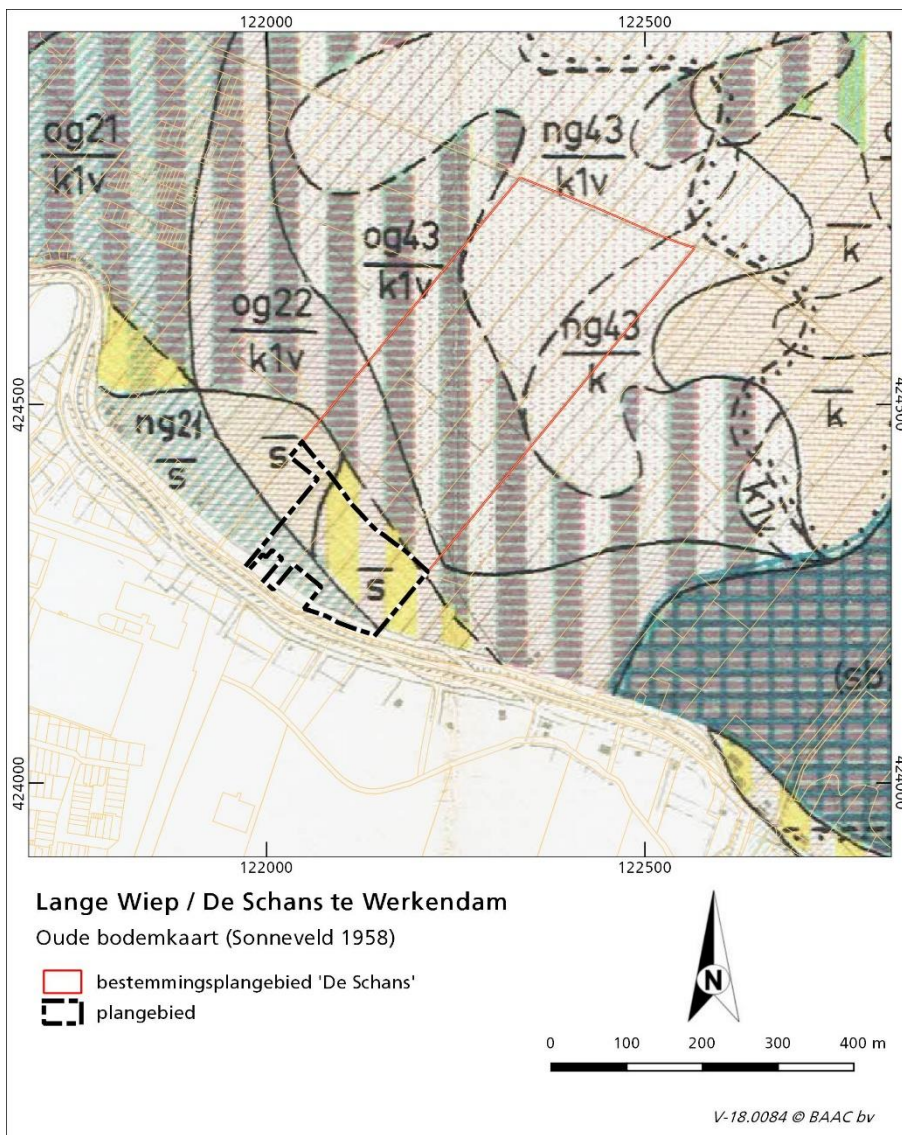 122000
122500
og21
k1v
ng43
k1v
og43
k1v
og22
k1v
ng43
k
k
k
424500
424500
ng21
s
s
k1v
s
(sb
424000
424000
122000
122500
Lange Wiep / De Schans te Werkendam
Oude bodemkaart (Sonneveld 1958)
bestemmingsplangebied 'De Schans'
plangebied
N
0 100 200 300 400 m
V-18.0084 © BAAC bv